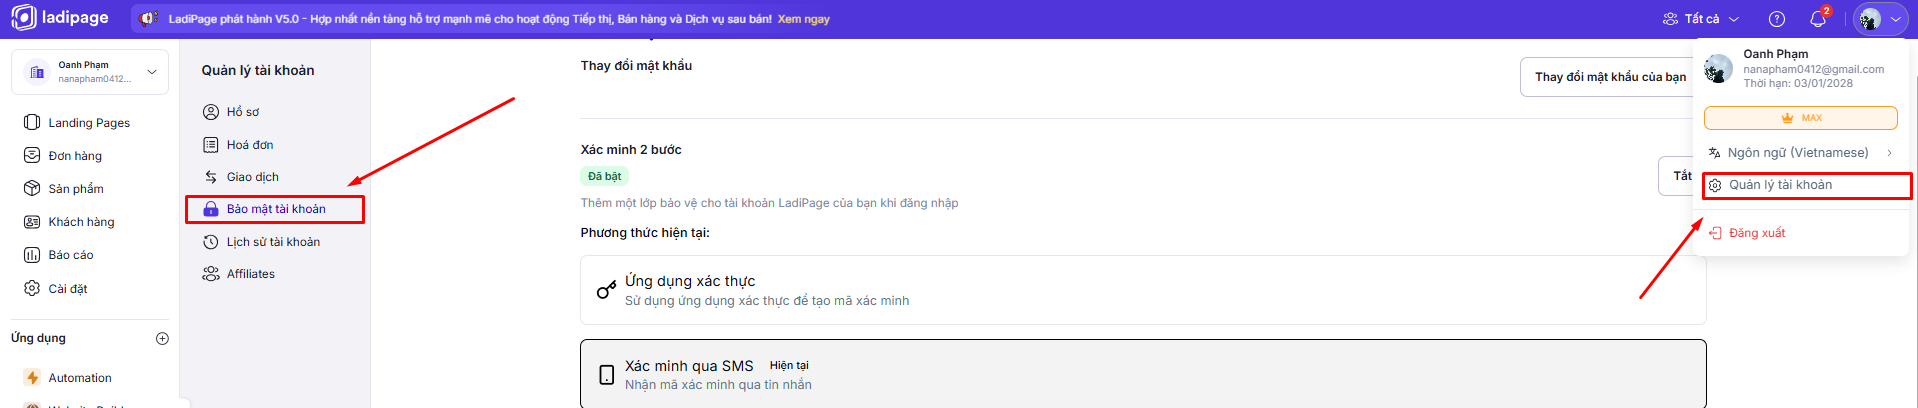 ladipage
LadiPage phát hành V5.0 - Hợp nhất nền tảng hỗ trợ mạnh mẽ cho hoạt động Tiếp thị, Bán hàng và Dịch vụ sau bán! Xem ngay
Tất cả
2
Oanh Phạm
nanapham0412...
Landing Pages
Đơn hàng
Sản phẩm
Khách hàng
Báo cáo
Cài đặt
Ứng dụng
Automation
Quản lý tài khoản
Hồ sơ
Hoá đơn
Giao dịch
Bảo mật tài khoản
Lịch sử tài khoản
Affiliates
Thay đổi mật khẩu
Thay đổi mật khẩu của bạn
Xác minh 2 bước
Đã bật
Tắt
Thêm một lớp bảo vệ cho tài khoản LadiPage của bạn khi đăng nhập
Phương thức hiện tại:
Ứng dụng xác thực
Sử dụng ứng dụng xác thực để tạo mã xác minh
Xác minh qua SMS Hiện tại
Nhận mã xác minh qua tin nhắn
Oanh Phạm
nanapham0412@gmail.com
Thời hạn: 03/01/2028
MAX
Ngôn ngữ (Vietnamese)
Quản lý tài khoản
Đăng xuất